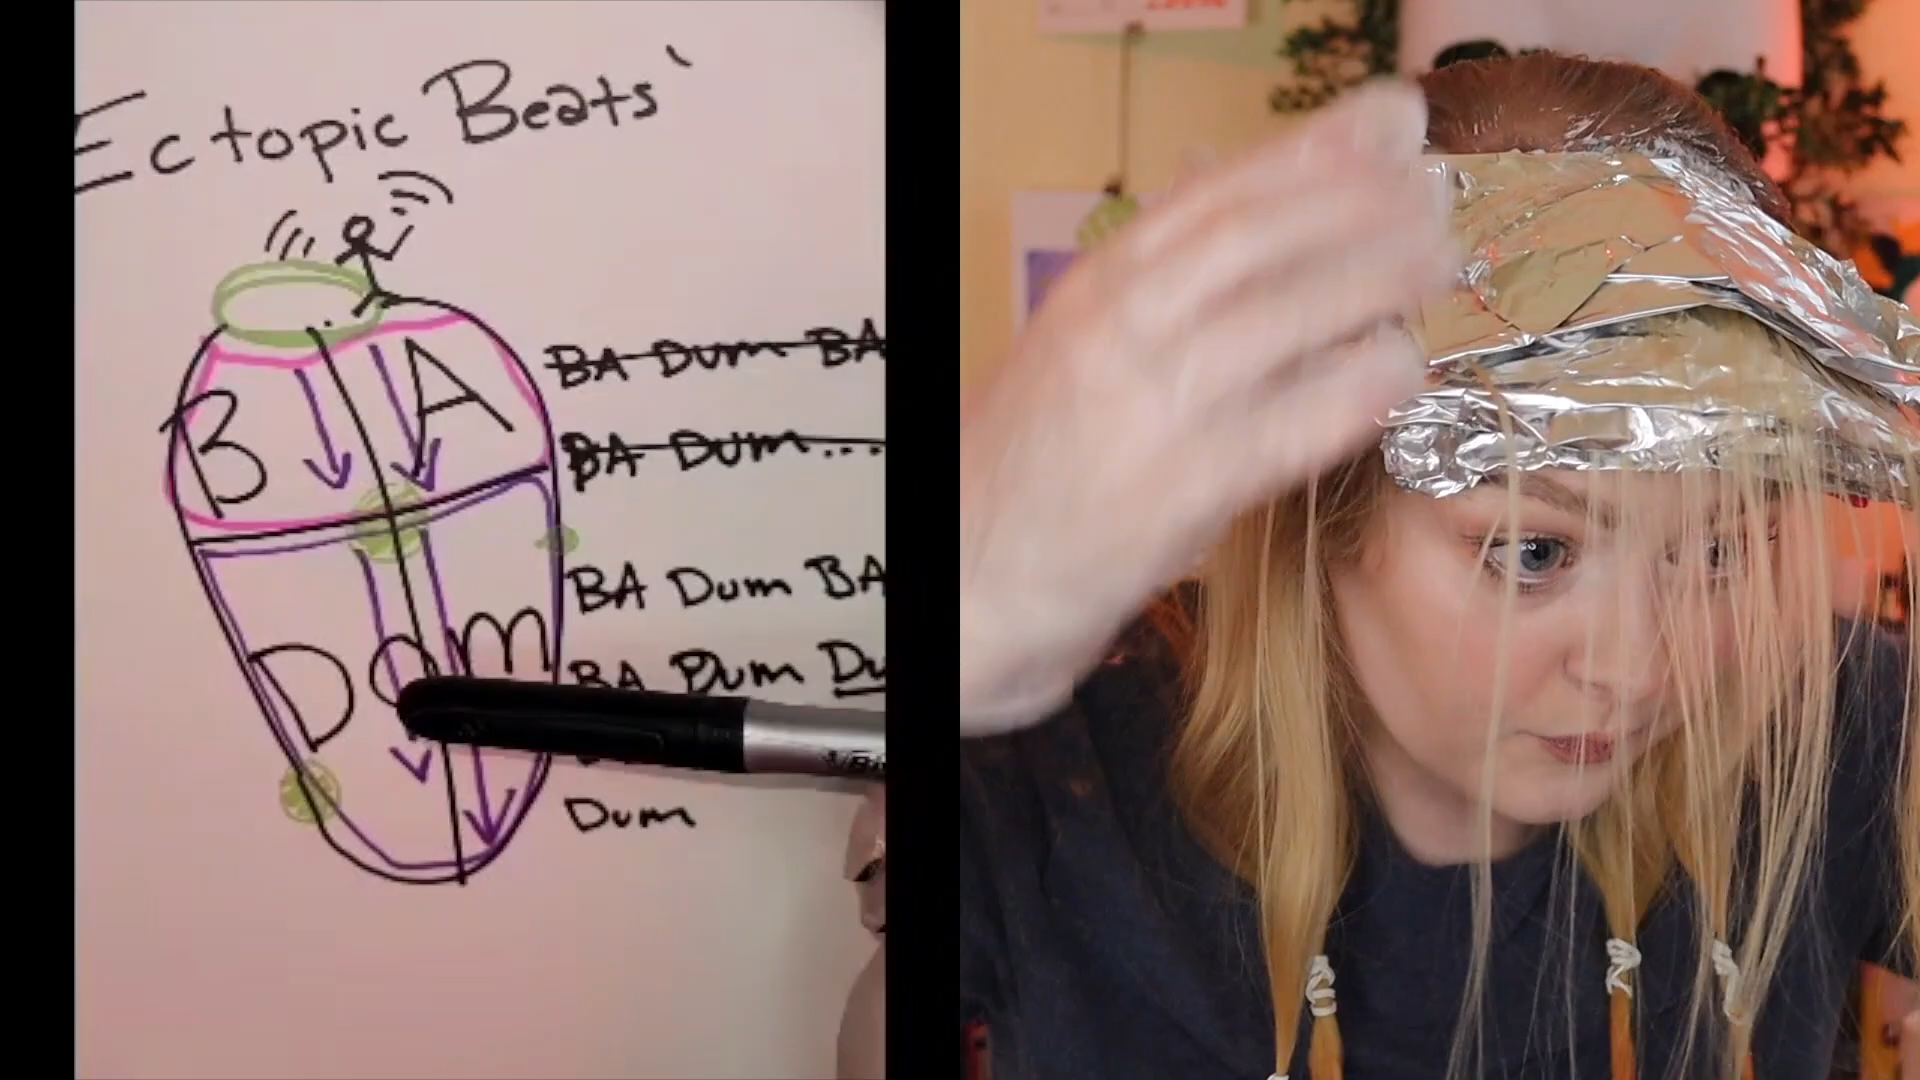 Ectopic Beats
B A
BA Dum BA
BA Dum...
BA Dum BA
Dum
BA Dum Du
Dum